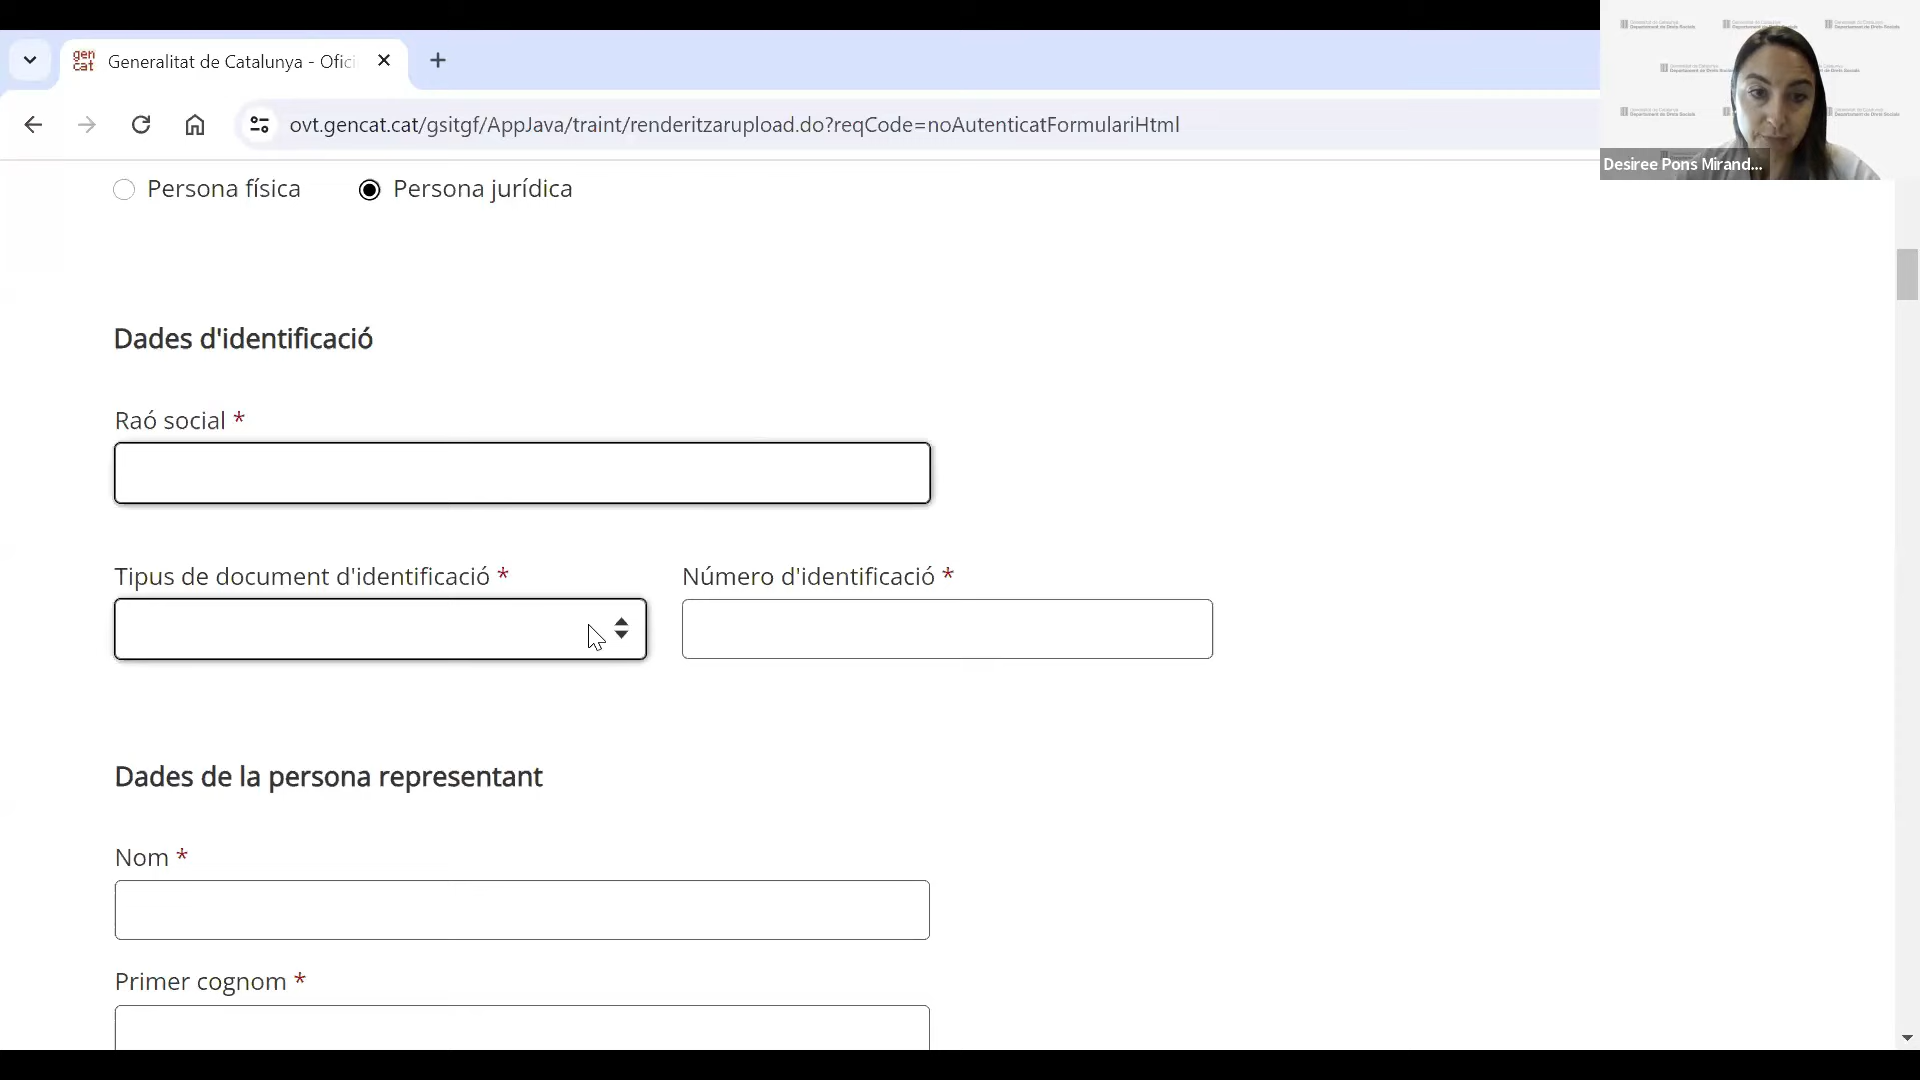 gen
cat
Generalitat de Catalunya - Ofici
ovt.gencat.cat/gsitgf/AppJava/traint/renderitzarupload.do?reqCode=noAutenticatFormulariHtml
Desiree Pons Mirand...
Persona física
Persona jurídica
Dades d'identificació
Raó social *
Tipus de document d'identificació *
Número d'identificació *
Dades de la persona representant
Nom *
Primer cognom *